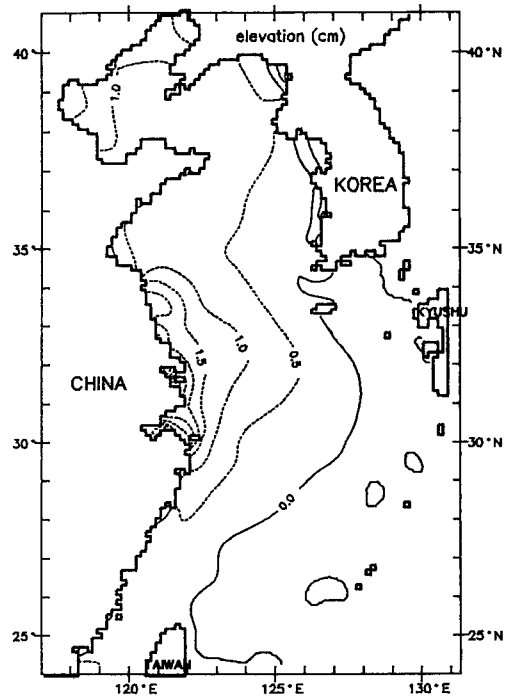 elevation (cm)
40°
40°N
1.0
KOREA
35°
35°N
KYUSHU
1.5
1.0
0.5
CHINA
30°
30°N
0.0
25°
25°N
TAIWAN
120°E
125°E
130°E